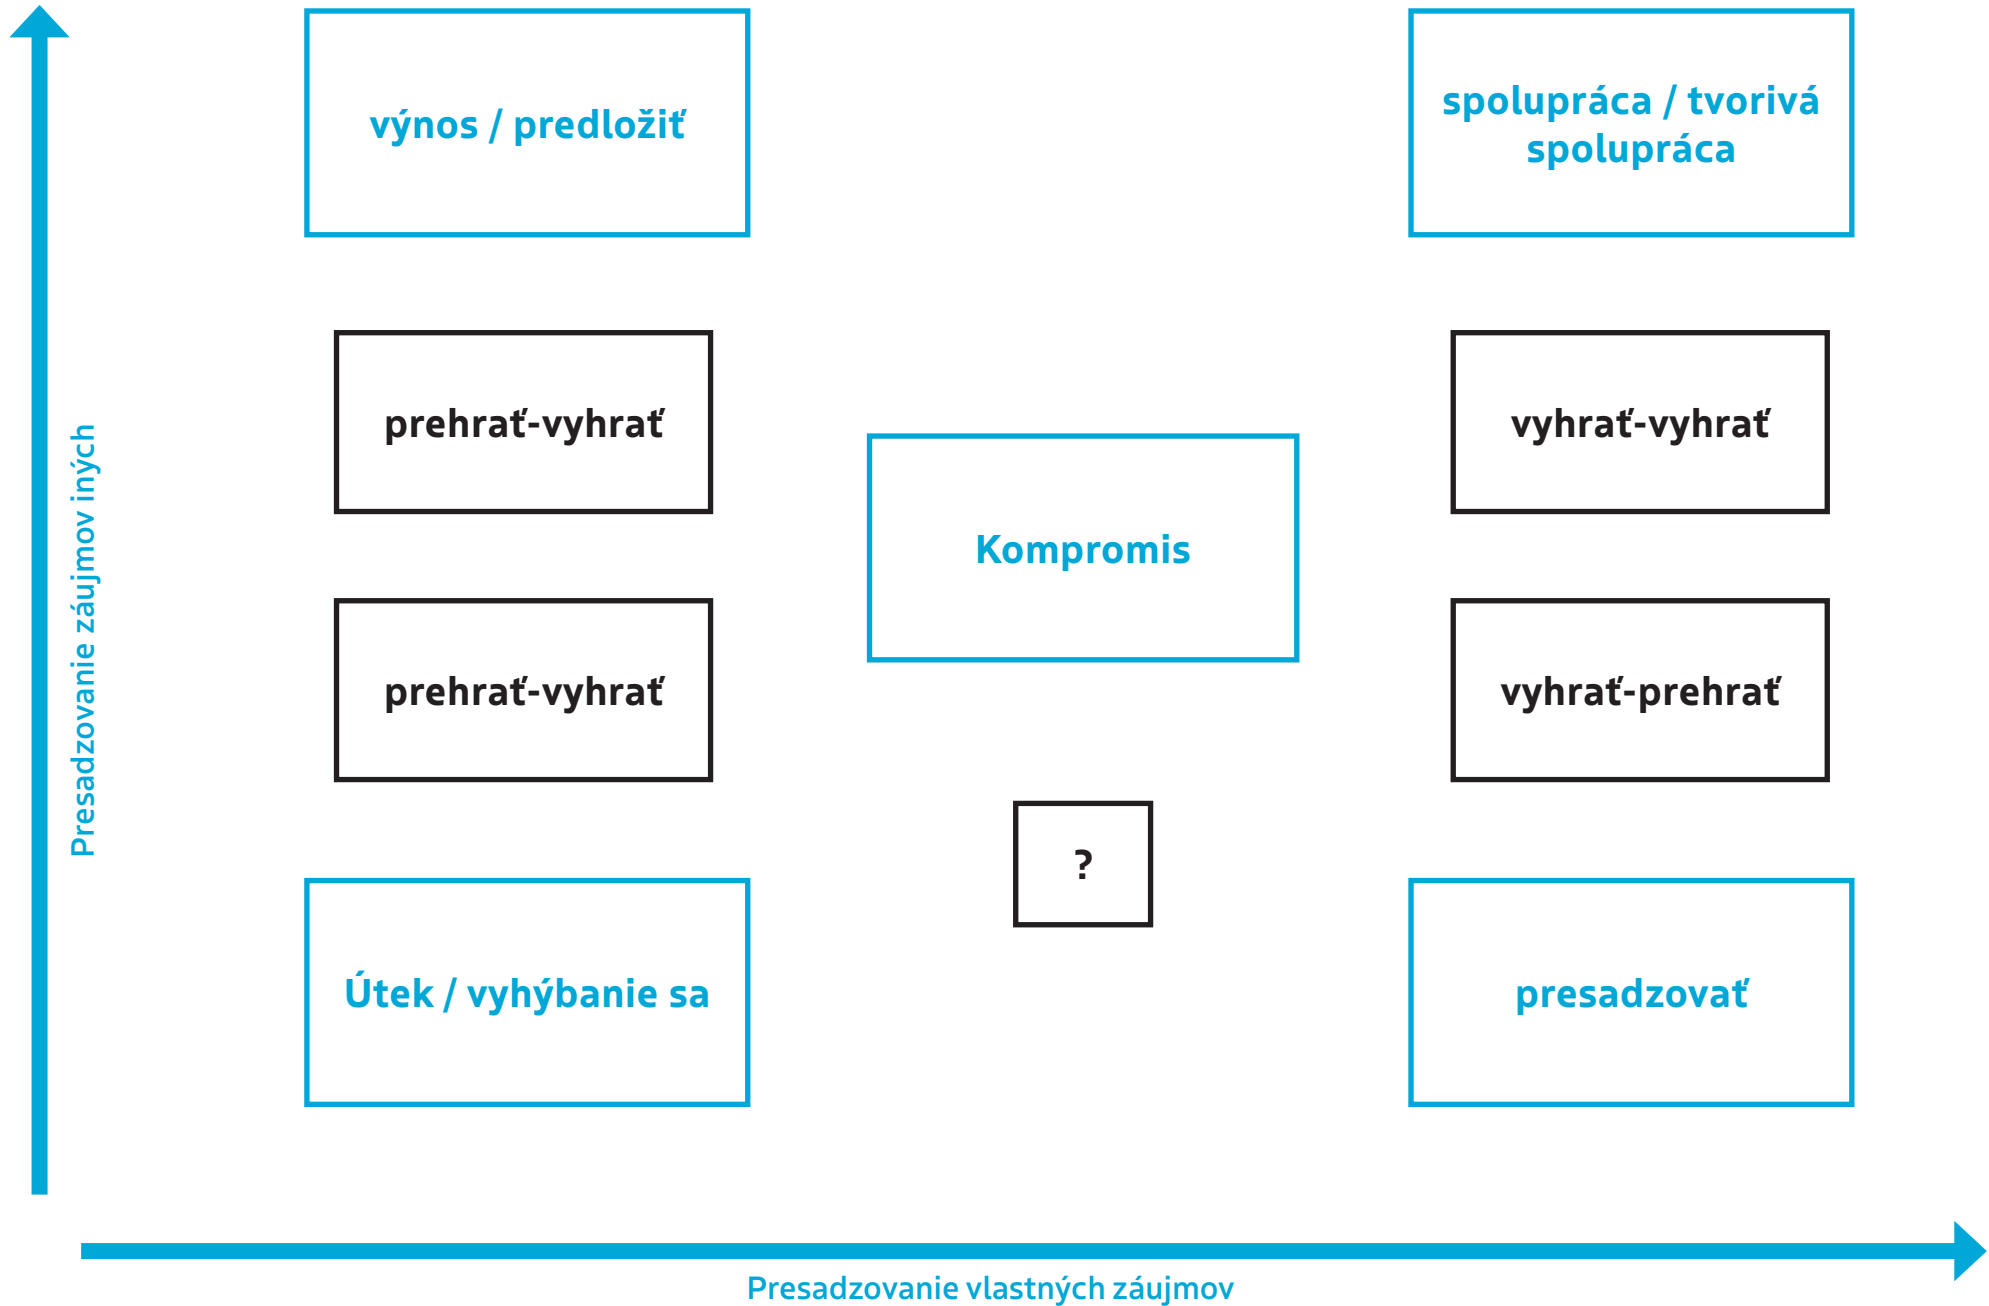 výnos / predložiť
spolupráca / tvorivá
spolupráca
prehrať-vyhrať
vyhrať-vyhrať
Kompromis
Presadzovanie záujmov iných
prehrať-vyhrať
vyhrať-prehrať
?
Útek / vyhýbanie sa
presadzovať
Presadzovanie vlastných záujmov